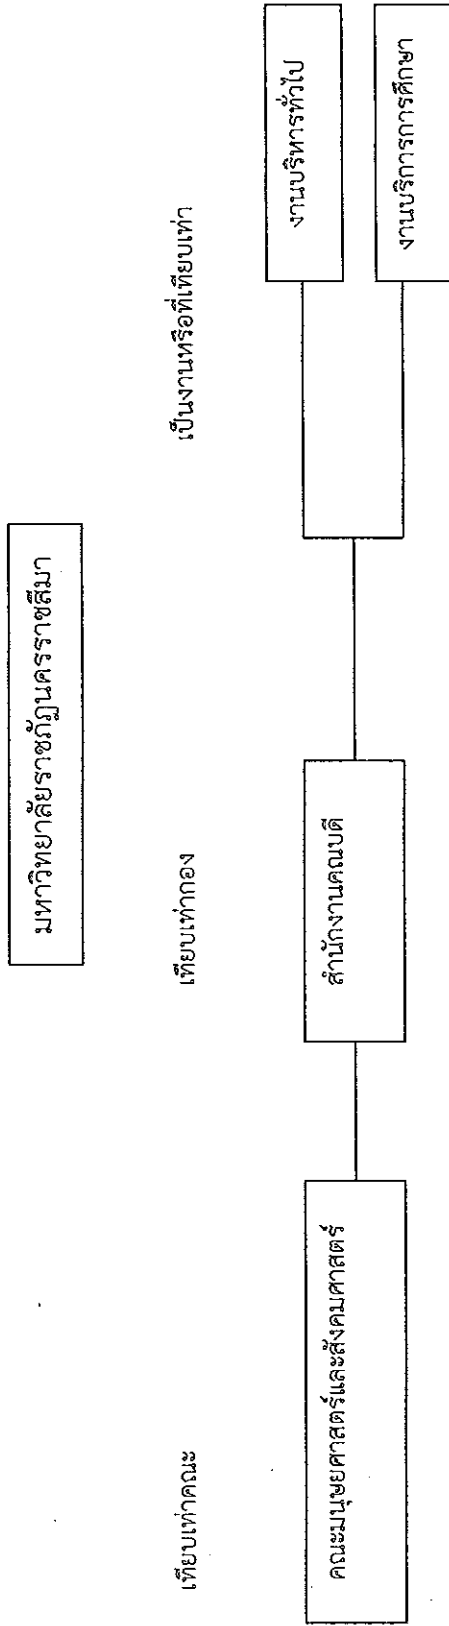 มหาวิทยาลัยราชภัฏนครราชสีมา
เทียบเท่าคณะ
เทียบเท่ากอง
เป็นงานหรือที่เทียบเท่า
คณะมนุษยศาสตร์และสังคมศาสตร์
สำนักงานคณบดี
งานบริหารทั่วไป
งานบริการการศึกษา